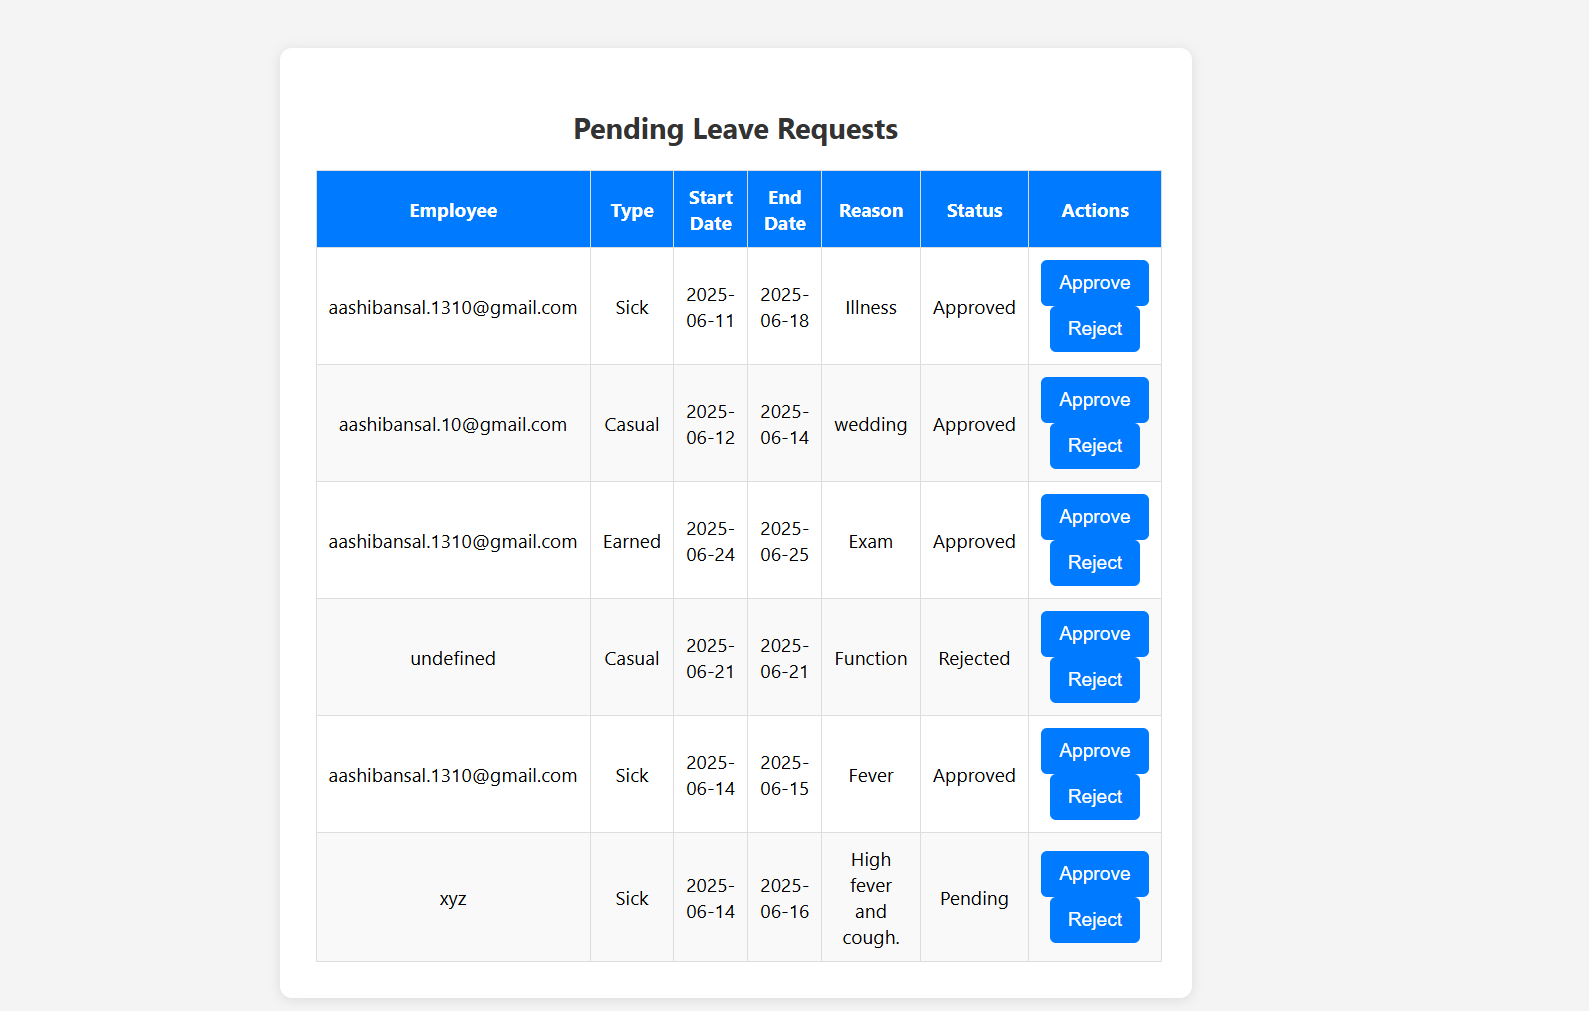 Pending Leave Requests
Employee Type Start Date End Date Reason Status Actions
aashibansal.1310@gmail.com Sick 2025-06-11 2025-06-18 Illness Approved Approve Reject
aashibansal.10@gmail.com Casual 2025-06-12 2025-06-14 wedding Approved Approve Reject
aashibansal.1310@gmail.com Earned 2025-06-24 2025-06-25 Exam Approved Approve Reject
undefined Casual 2025-06-21 2025-06-21 Function Rejected Approve Reject
aashibansal.1310@gmail.com Sick 2025-06-14 2025-06-15 Fever Approved Approve Reject
xyz Sick 2025-06-14 2025-06-16 High fever and cough. Pending Approve Reject